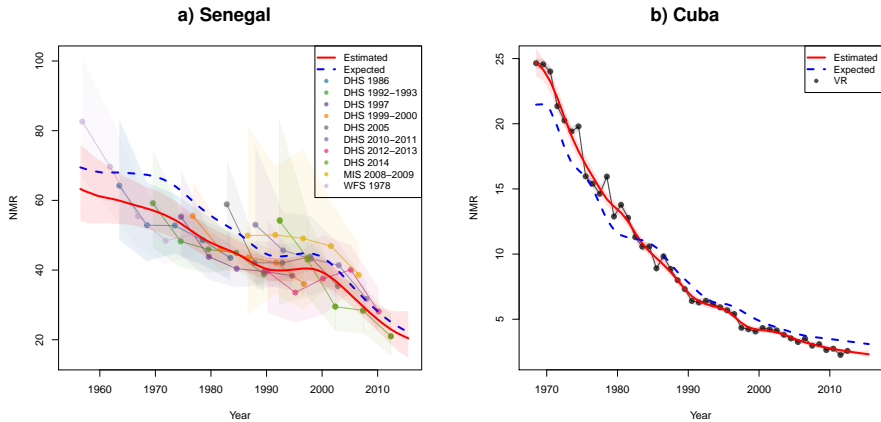 a) Senegal
NMR
100
80
60
40
20
1960
1970
1980
1990
2000
2010
Year
Estimated
Expected
DHS 1986
DHS 1992−1993
DHS 1997
DHS 1999−2000
DHS 2005
DHS 2010−2011
DHS 2012−2013
DHS 2014
MIS 2008−2009
WFS 1978
b) Cuba
NMR
25
20
15
10
5
1970
1980
1990
2000
2010
Year
Estimated
Expected
VR